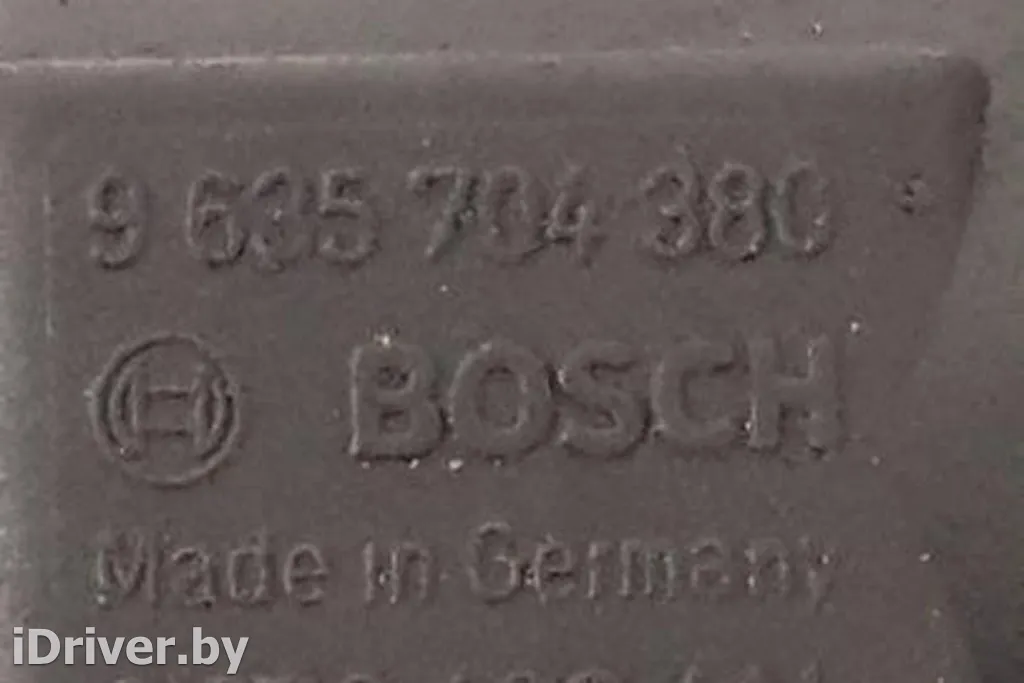 9 635 704 380
BOSCH
Made in Germany
iDriver.by